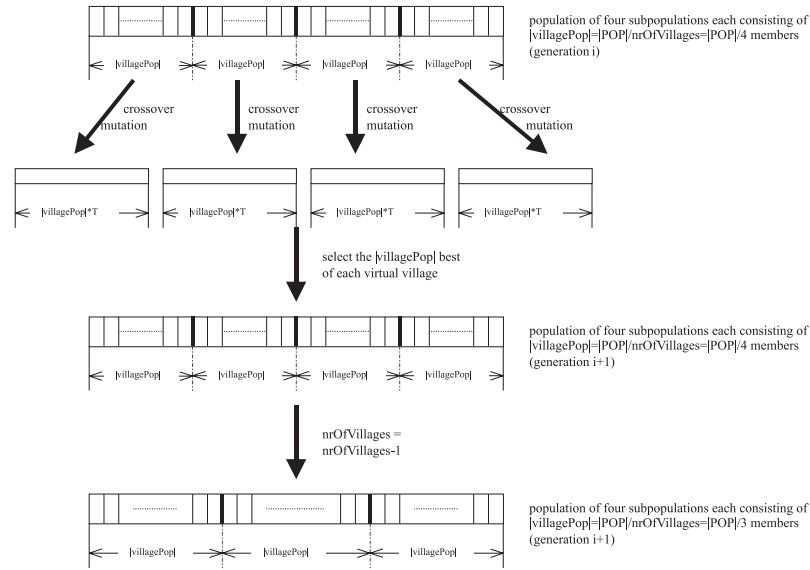 population of four subpopulations each consisting of
|villagePop|=|POP|/nrOfVillages=|POP|/4 members
(generation i)
|villagePop| |villagePop| |villagePop| |villagePop|
crossover crossover crossover crossover
mutation mutation mutation mutation
|villagePop|*T |villagePop|*T |villagePop|*T |villagePop|*T
select the |villagePop| best
of each virtual village
population of four subpopulations each consisting of
|villagePop|=|POP|/nrOfVillages=|POP|/4 members
(generation i+1)
|villagePop| |villagePop| |villagePop| |villagePop|
nrOfVillages =
nrOfVillages-1
population of four subpopulations each consisting of
|villagePop|=|POP|/nrOfVillages=|POP|/3 members
(generation i+1)
|villagePop| |villagePop| |villagePop|